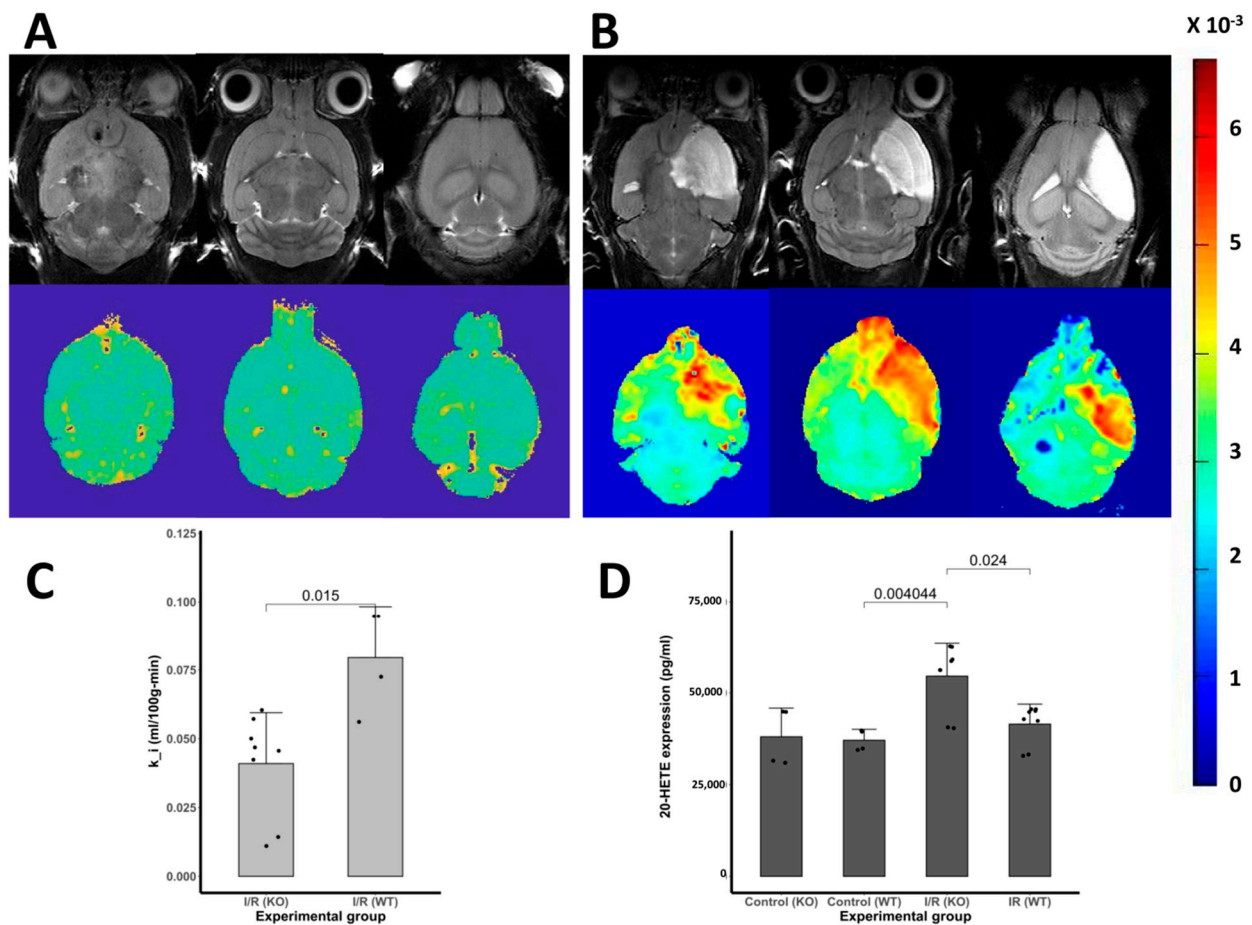 A
B
X 10-3
6
5
4
3
2
1
0
C
0.125
0.100
0.075
0.050
0.025
0.000
k_i (ml/100g-min)
0.015
I/R (KO)
I/R (WT)
Experimental group
D
75,000
50,000
25,000
0
20-HETE expression (pg/ml)
0.004044
0.024
Control (KO)
Control (WT)
I/R (KO)
IR (WT)
Experimental group